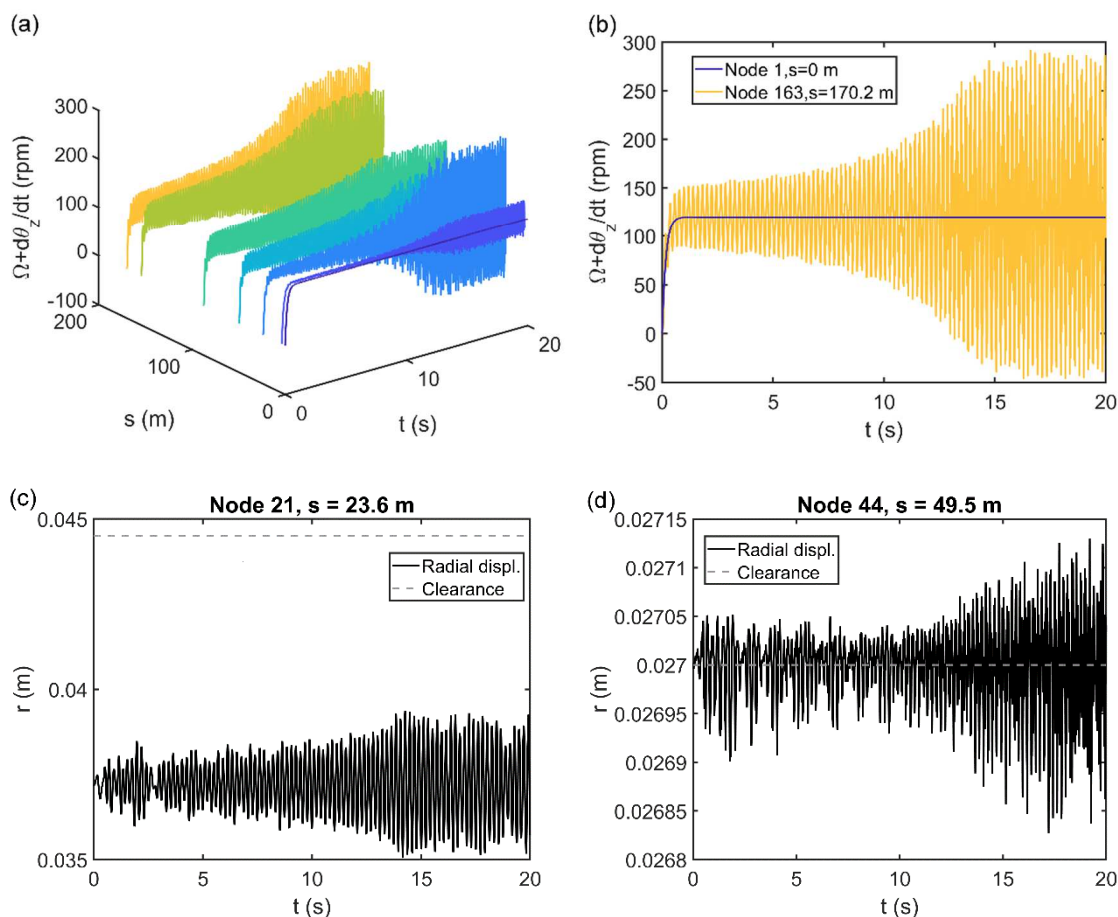 (a)
300
200
100
0
-100
200
100
0
0
10
20
Ω+dθ_z/dt (rpm)
s (m)
t (s)
(b)
300
250
200
150
100
50
0
-50
0
5
10
15
20
Ω+dθ_z/dt (rpm)
t (s)
Node 1,s=0 m
Node 163,s=170.2 m
(c)
Node 21, s = 23.6 m
0.045
0.04
0.035
0
5
10
15
20
r (m)
t (s)
Radial displ.
Clearance
(d)
Node 44, s = 49.5 m
0.02715
0.0271
0.02705
0.027
0.02695
0.0269
0.02685
0.0268
0
5
10
15
20
r (m)
t (s)
Radial displ.
Clearance